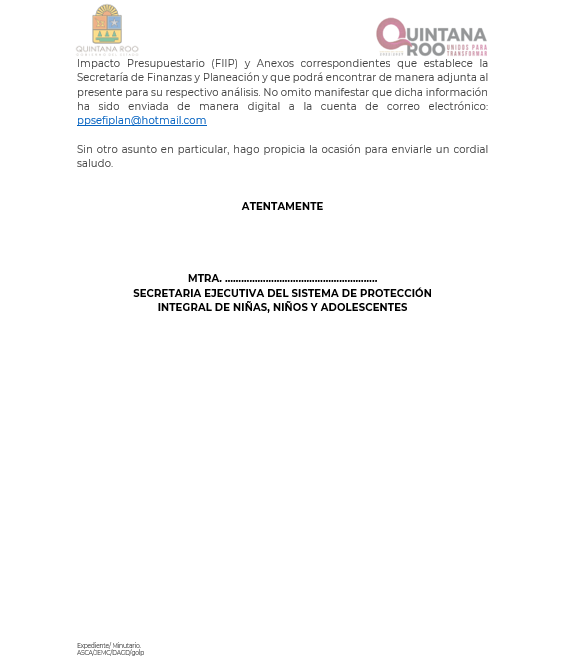 QUINTANA ROO
QUINTANA
ROO UNIDOS PARA
TRANSFORMAR
Impacto Presupuestario (FIIP) y Anexos correspondientes que establece la
Secretaría de Finanzas y Planeación y que podrá encontrar de manera adjunta al
presente para su respectivo análisis. No omito manifestar que dicha información
ha sido enviada de manera digital a la cuenta de correo electrónico:
ppsefiplan@hotmail.com
Sin otro asunto en particular, hago propicia la ocasión para enviarle un cordial
saludo.
ATENTAMENTE
MTRA. ........................................................
SECRETARIA EJECUTIVA DEL SISTEMA DE PROTECCIÓN
INTEGRAL DE NIÑAS, NIÑOS Y ADOLESCENTES
Expediente/ Minutario.
ASCA/JEMC/DAGD/golp